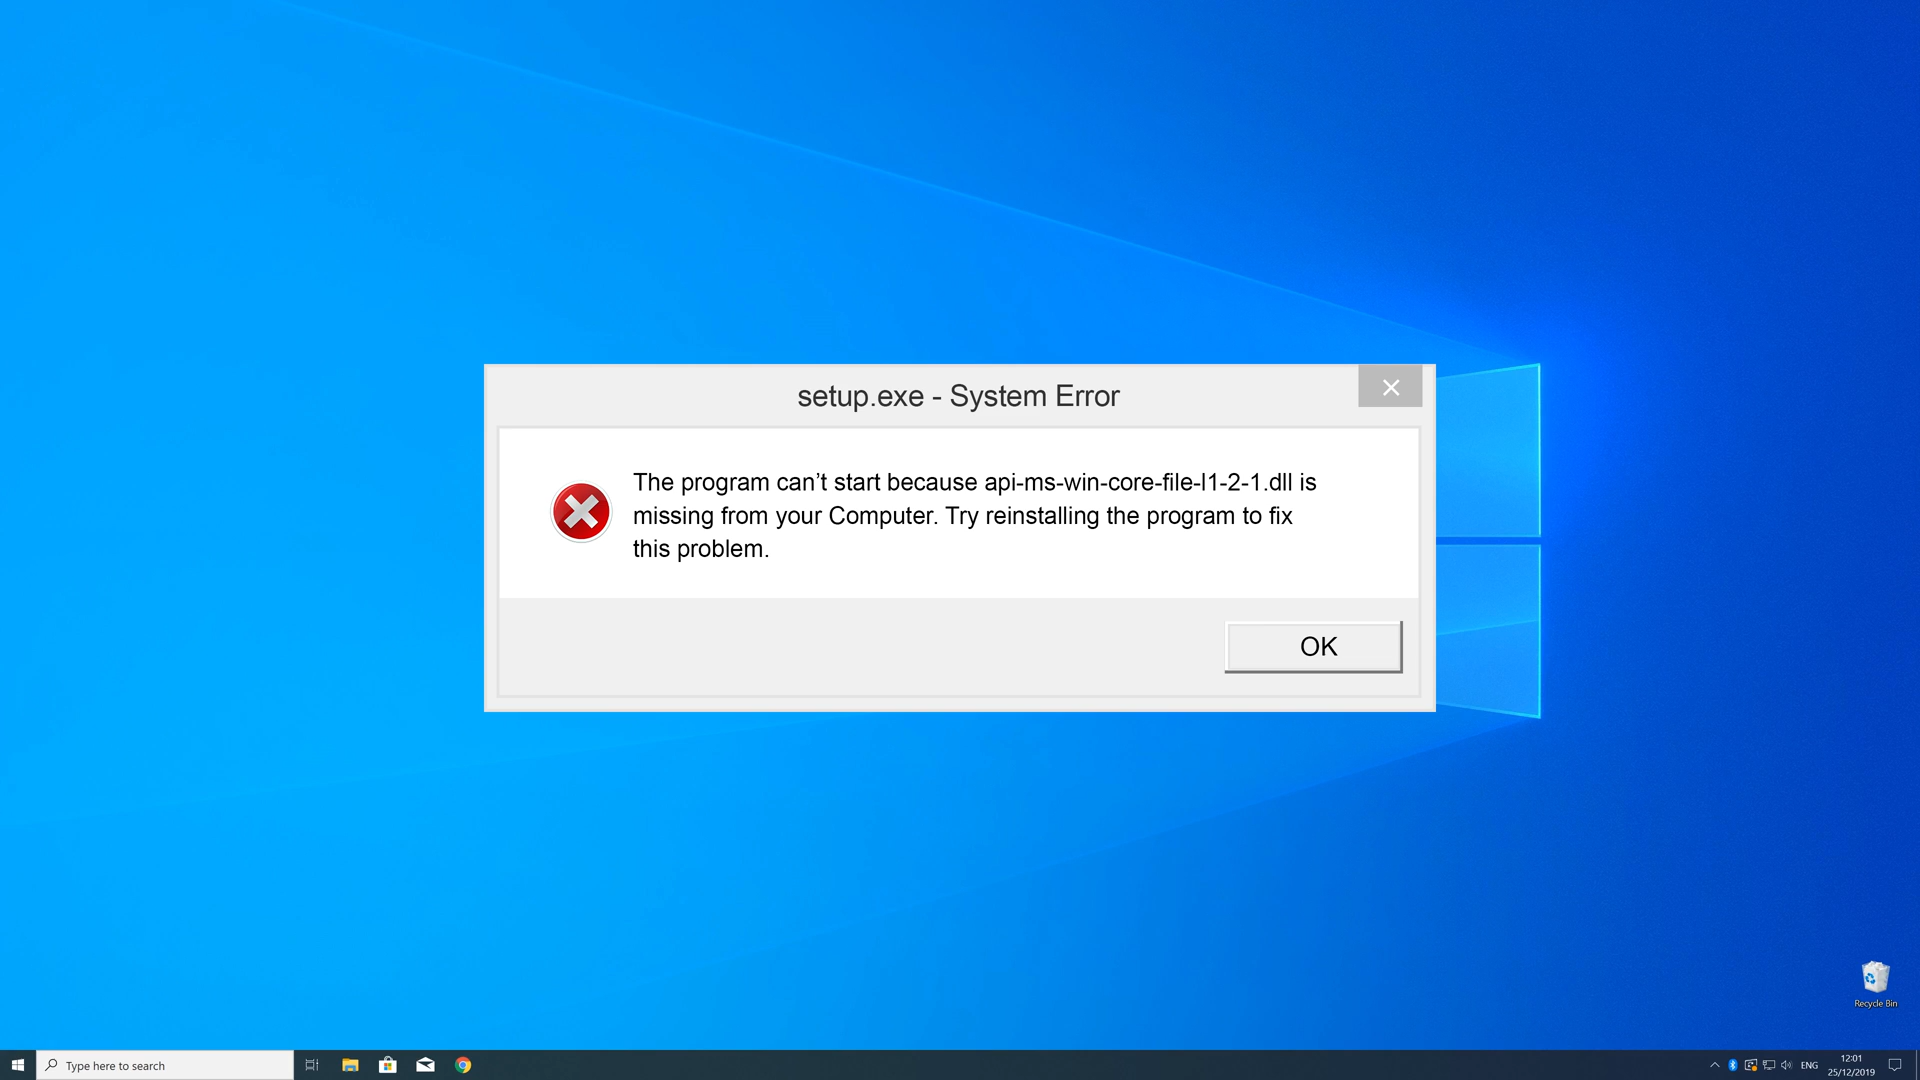 setup.exe - System Error
The program can’t start because api-ms-win-core-file-l1-2-1.dll is
missing from your Computer. Try reinstalling the program to fix
this problem.
OK
Recycle Bin
Type here to search
ENG
12:01
25/12/2019